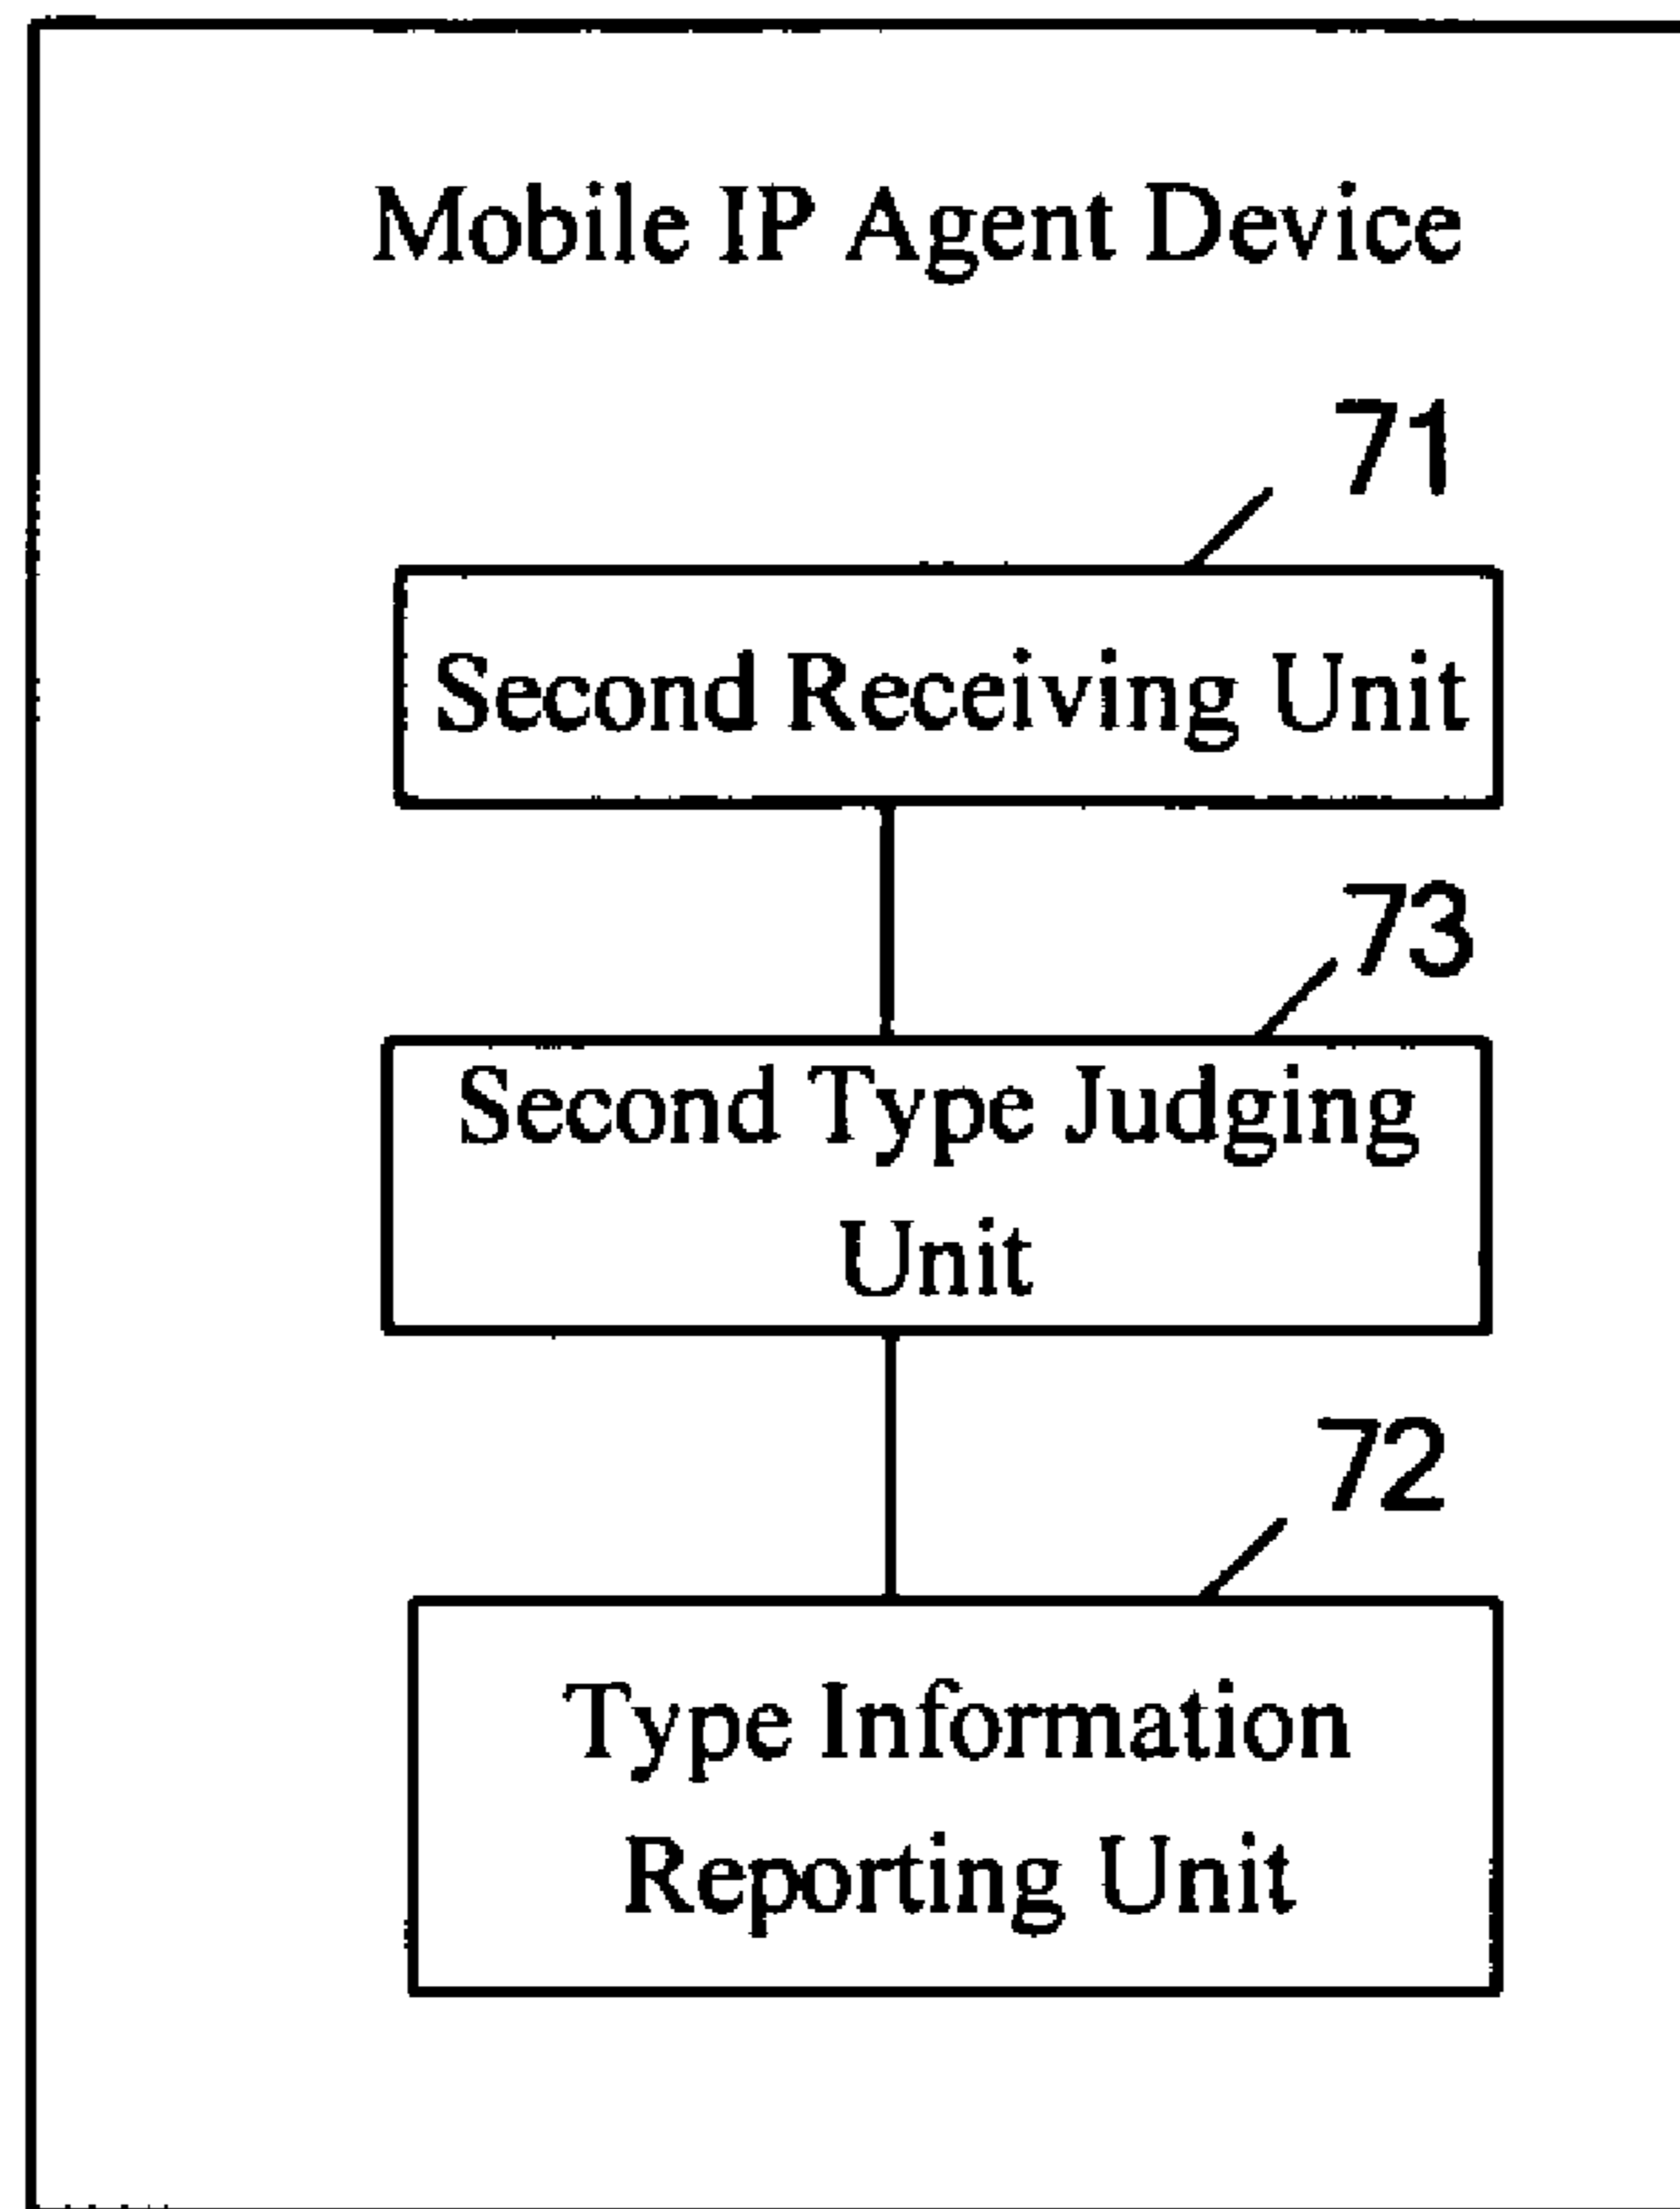 Mobile IP Agent Device
71
Second Receiving Unit
73
Second Type Judging
Unit
72
Type Information
Reporting Unit